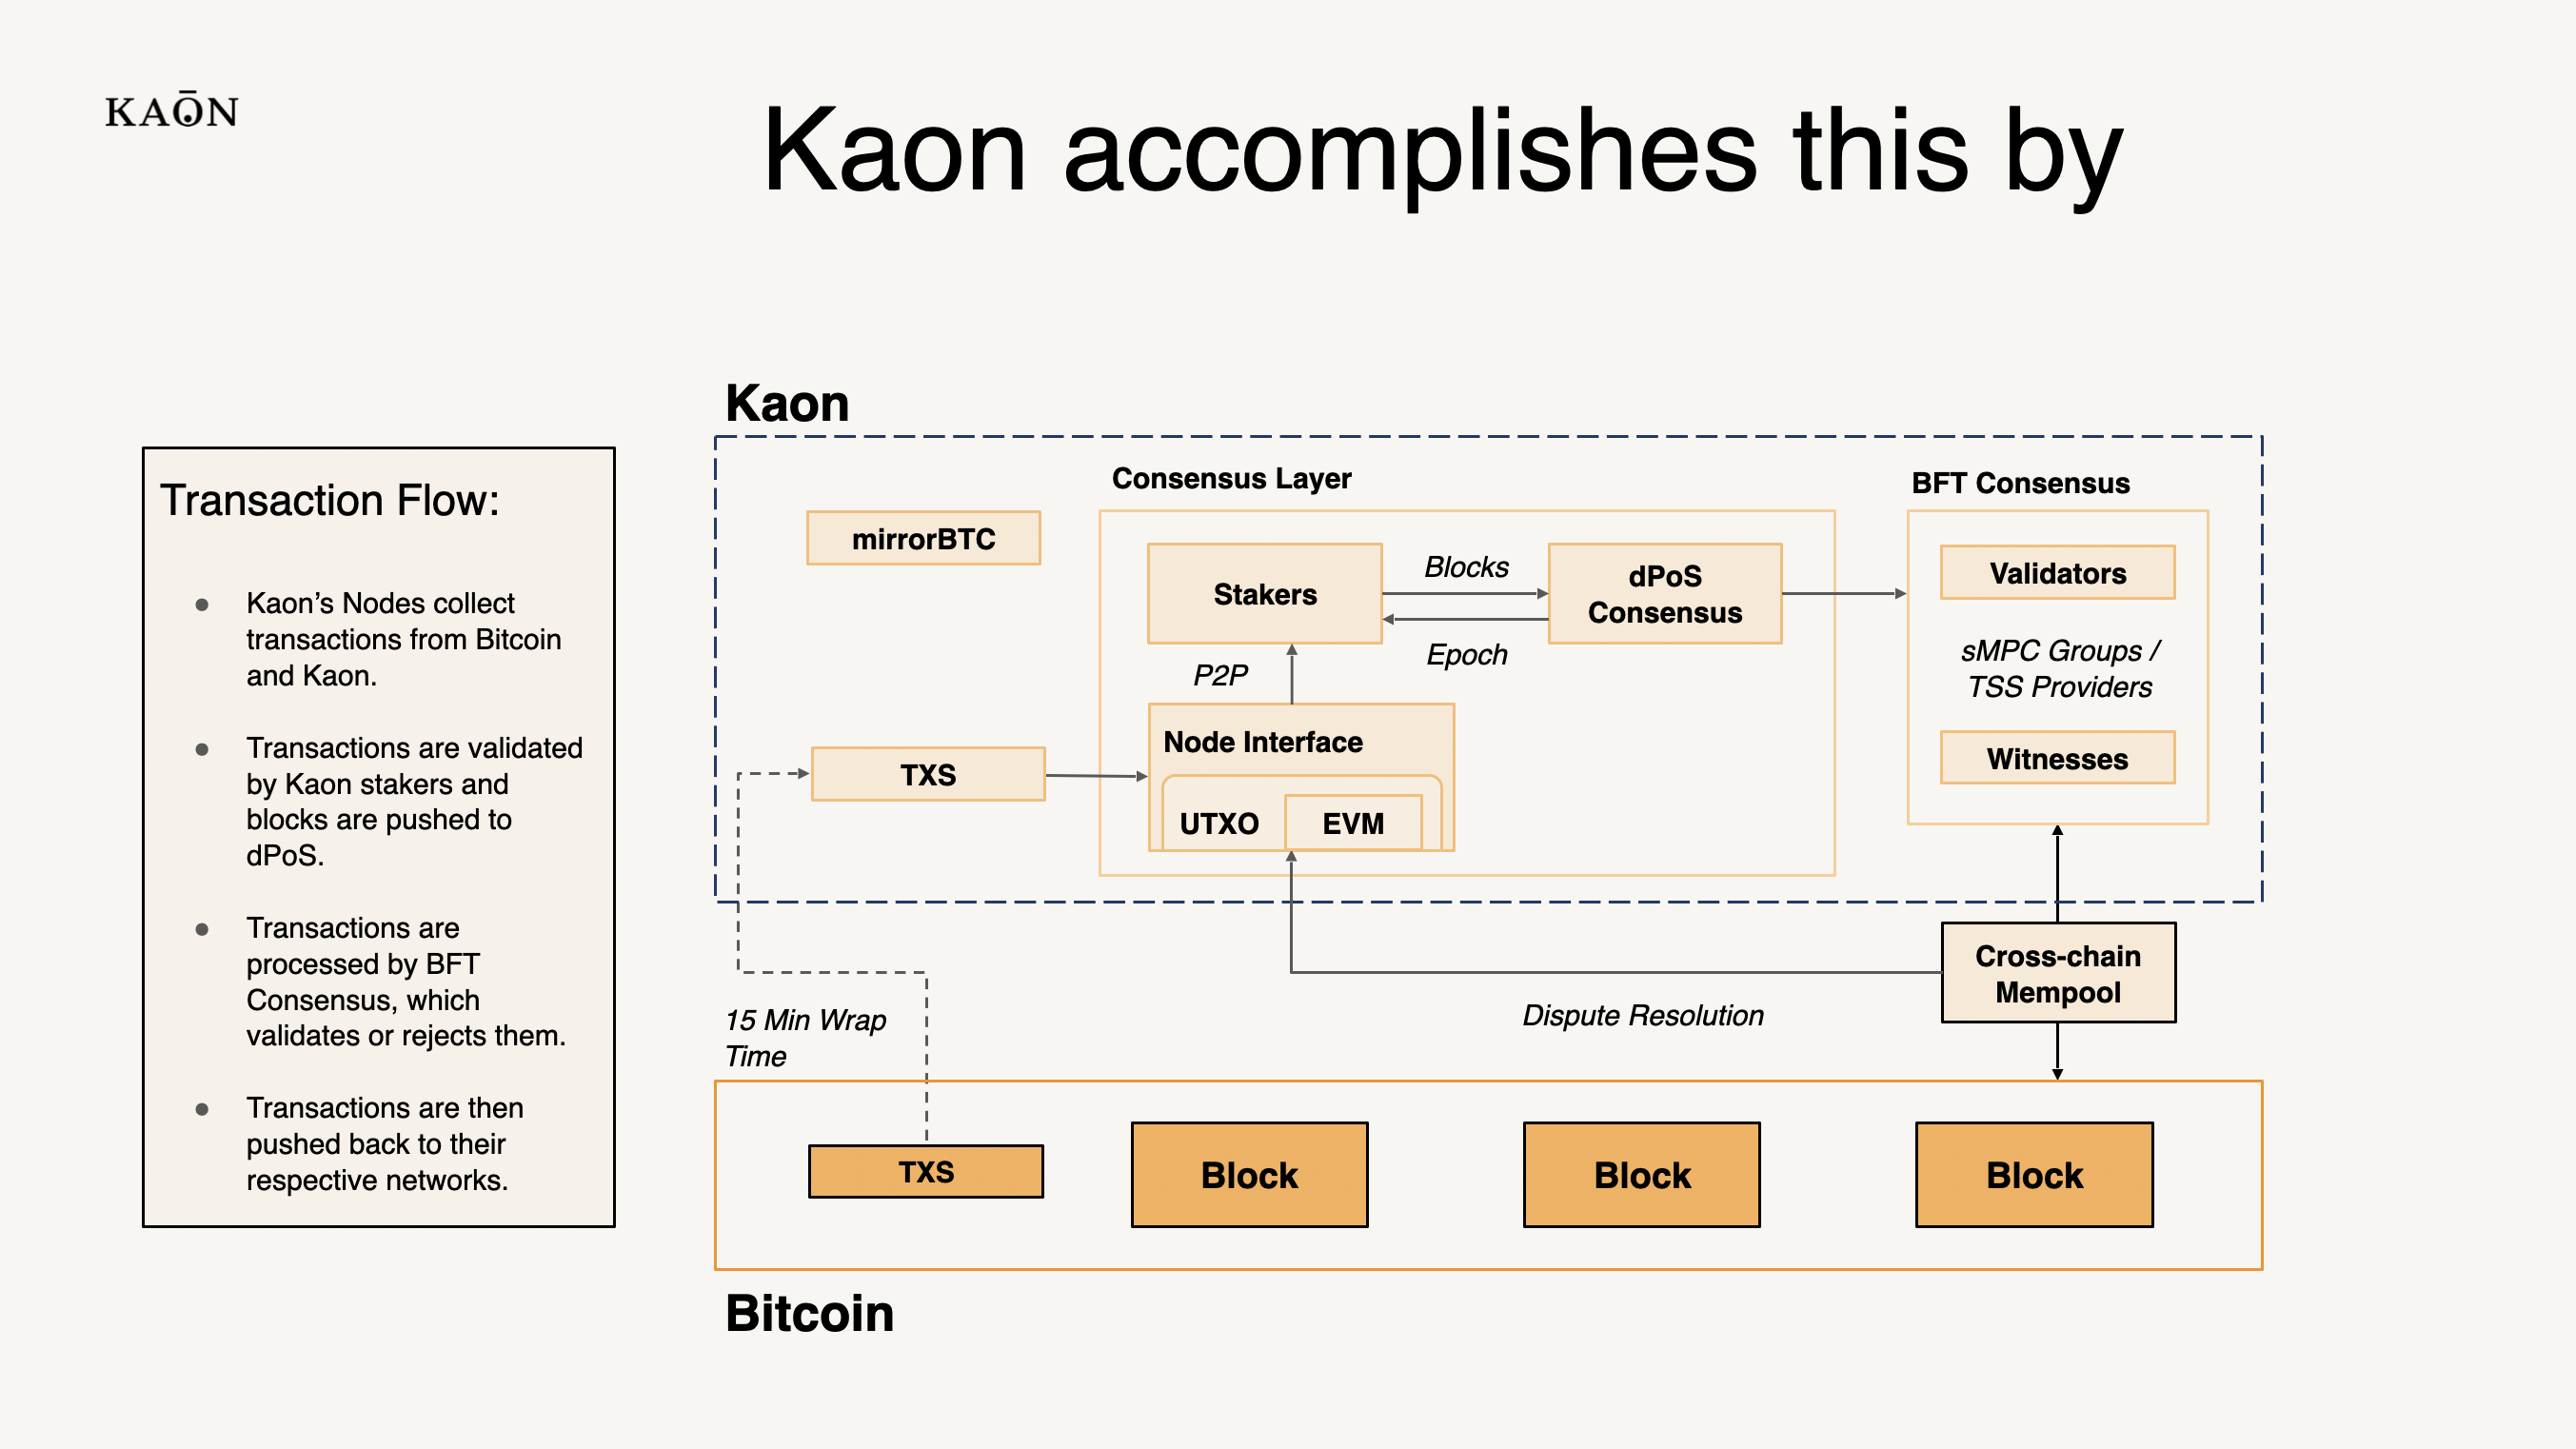 KAŌN
Kaon accomplishes this by
Transaction Flow:
● Kaon’s Nodes collect
transactions from Bitcoin
and Kaon.
● Transactions are validated
by Kaon stakers and
blocks are pushed to
dPoS.
● Transactions are
processed by BFT
Consensus, which
validates or rejects them.
● Transactions are then
pushed back to their
respective networks.
Kaon
Consensus Layer
BFT Consensus
mirrorBTC
Stakers
Blocks
Epoch
dPoS
Consensus
Validators
sMPC Groups /
TSS Providers
Witnesses
P2P
TXS
Node Interface
UTXO
EVM
Cross-chain
Mempool
15 Min Wrap
Time
Dispute Resolution
TXS
Block
Block
Block
Bitcoin